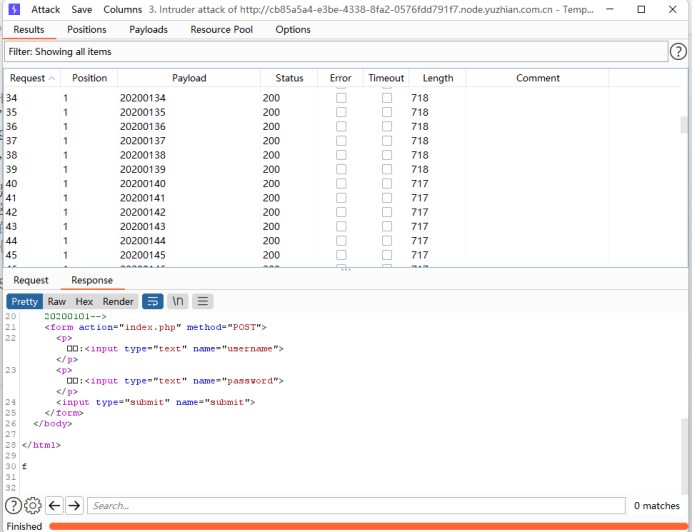 Attack Save Columns 3. Intruder attack of http://cb85a5a4-e3be-4338-8fa2-0576fdd791f7.node.yuzhian.com.cn - Temp...
Results Positions Payloads Resource Pool Options
Filter: Showing all items
Request Position Payload Status Error Timeout Length Comment
34 1 20200134 200 718
35 1 20200135 200 718
36 1 20200136 200 718
37 1 20200137 200 718
38 1 20200138 200 718
39 1 20200139 200 718
40 1 20200140 200 717
41 1 20200141 200 717
42 1 20200142 200 717
43 1 20200143 200 717
44 1 20200144 200 717
45 1 20200145 200 717
Request Response
Pretty Raw Hex Render \n
20 20200101-->
21 <form action="index.php" method="POST">
22 <p>
□□:<input type="text" name="username">
</p>
23 <p>
□□:<input type="text" name="password">
</p>
24 <input type="submit" name="submit">
25 </form>
26 </body>
27
28 </html>
29
30 f
31
32
Search... 0 matches
Finished